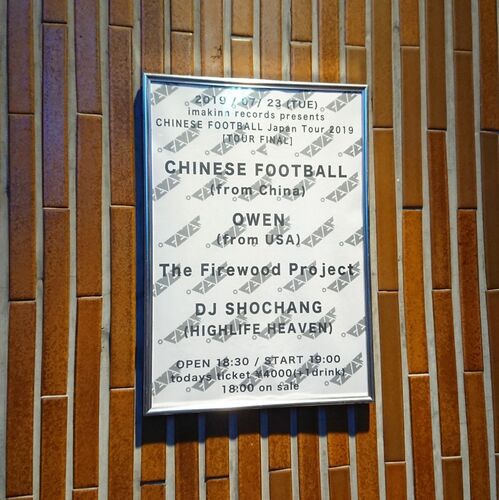 2019 / 07/ 23 (TUE)
imakinn records presents
CHINESE FOOTBALL Japan Tour 2019
[TOUR FINAL]
CHINESE FOOTBALL
(from China)
OWEN
(from USA)
The Firewood Project
DJ SHOCHANG
(HIGHLIFE HEAVEN)
OPEN 18:30 / START 19:00
todays ticket ¥4000(+1drink)
18:00 on sale